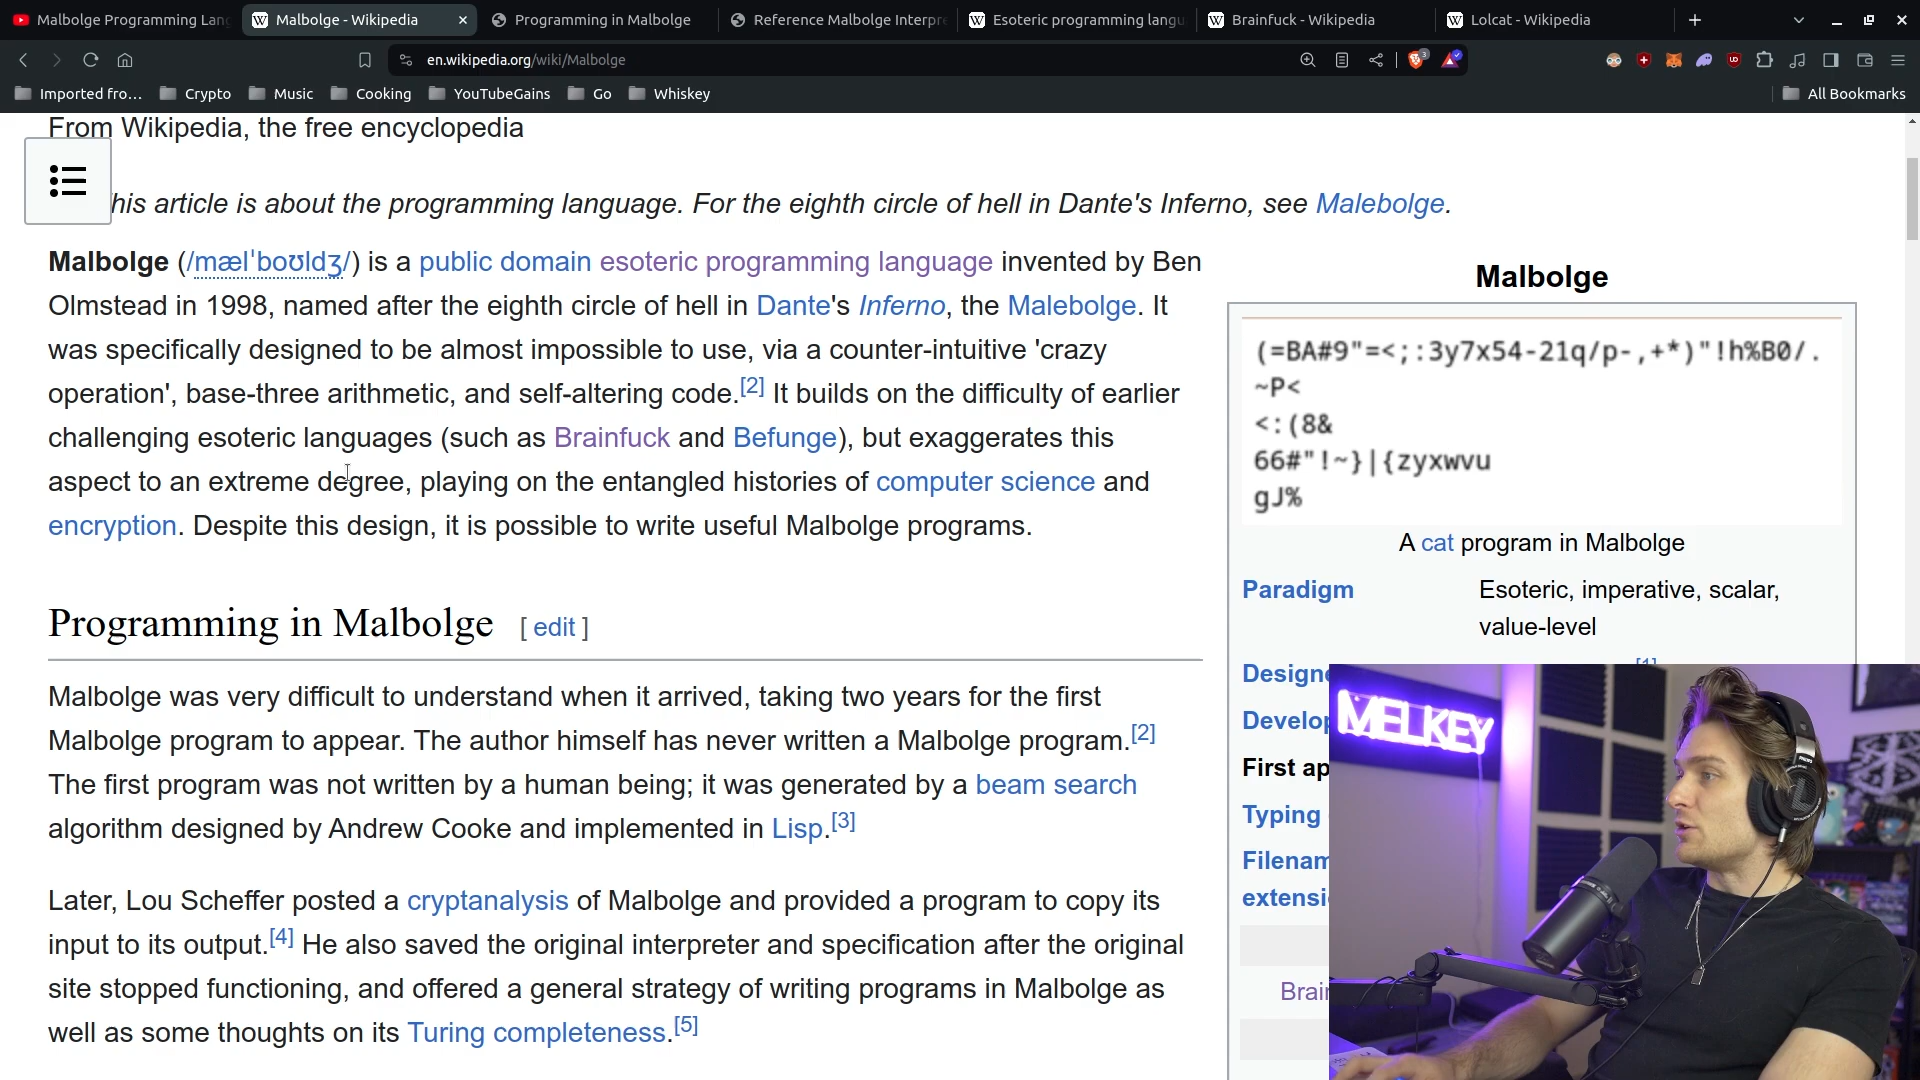 Malbolge Programming Lan
Malbolge - Wikipedia
Programming in Malbolge
Reference Malbolge Interpre
Esoteric programming langu
Brainfuck - Wikipedia
Lolcat - Wikipedia
en.wikipedia.org/wiki/Malbolge
3
Imported fro...
Crypto
Music
Cooking
YouTubeGains
Go
Whiskey
All Bookmarks
From Wikipedia, the free encyclopedia
his article is about the programming language. For the eighth circle of hell in Dante's Inferno, see Malebolge.
Malbolge (/mælˈboʊldʒ/) is a public domain esoteric programming language invented by Ben
Olmstead in 1998, named after the eighth circle of hell in Dante's Inferno, the Malebolge. It
was specifically designed to be almost impossible to use, via a counter-intuitive 'crazy
operation', base-three arithmetic, and self-altering code.[2] It builds on the difficulty of earlier
challenging esoteric languages (such as Brainfuck and Befunge), but exaggerates this
aspect to an extreme degree, playing on the entangled histories of computer science and
encryption. Despite this design, it is possible to write useful Malbolge programs.
Programming in Malbolge [ edit ]
Malbolge was very difficult to understand when it arrived, taking two years for the first
Malbolge program to appear. The author himself has never written a Malbolge program.[2]
The first program was not written by a human being; it was generated by a beam search
algorithm designed by Andrew Cooke and implemented in Lisp.[3]
Later, Lou Scheffer posted a cryptanalysis of Malbolge and provided a program to copy its
input to its output.[4] He also saved the original interpreter and specification after the original
site stopped functioning, and offered a general strategy of writing programs in Malbolge as
well as some thoughts on its Turing completeness.[5]
Malbolge
(=BA#9"=<;:3y7x54-21q/p-,+*)"!h%B0/.
~P<
<:(8&
66#"!~}|{zyxwvu
gJ%
A cat program in Malbolge
Paradigm
Esoteric, imperative, scalar,
value-level
Designe
[1]
Develop
First ap
Typing
Filenam
extensi
Brain
MELKEY